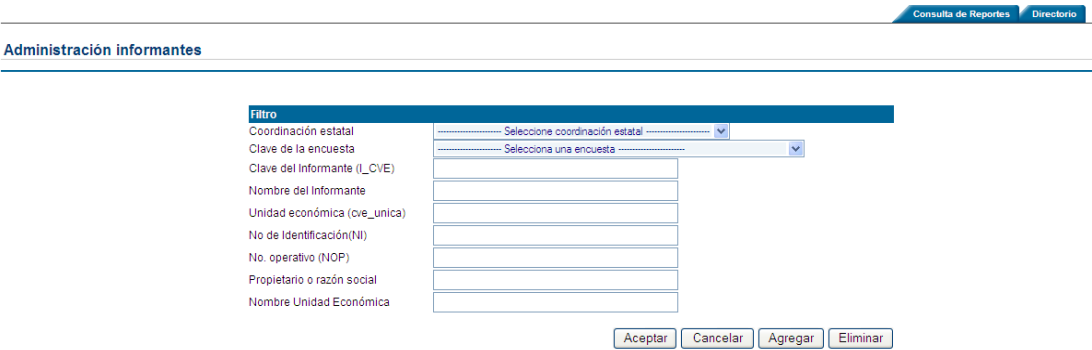 Consulta de Reportes Directorio
Administración informantes
Filtro
Coordinación estatal ----------------------- Seleccione coordinación estatal -----------------------
Clave de la encuesta ----------------------- Selecciona una encuesta ------------------------
Clave del Informante (I_CVE)
Nombre del Informante
Unidad económica (cve_unica)
No de Identificación(NI)
No. operativo (NOP)
Propietario o razón social
Nombre Unidad Económica
Aceptar Cancelar Agregar Eliminar